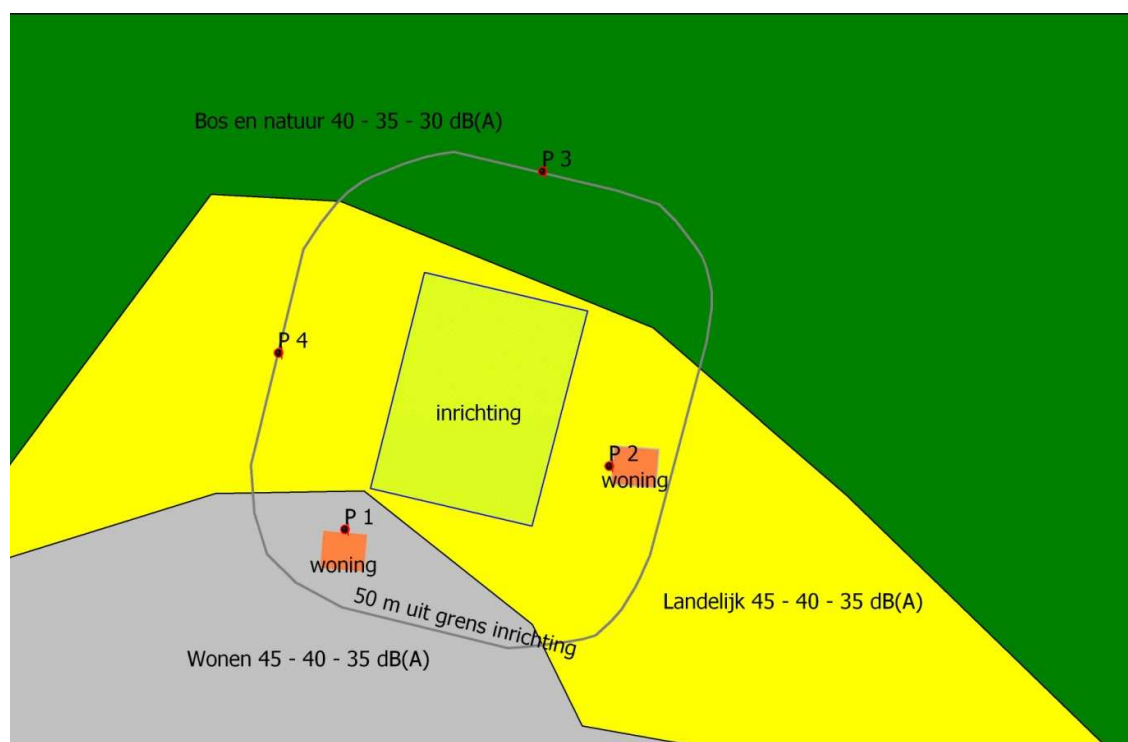 Bos en natuur 40 - 35 - 30 dB(A)
P 3
P 4
inrichting
P 2
woning
P 1
woning
50 m uit grens inrichting
Landelijk 45 - 40 - 35 dB(A)
Wonen 45 - 40 - 35 dB(A)